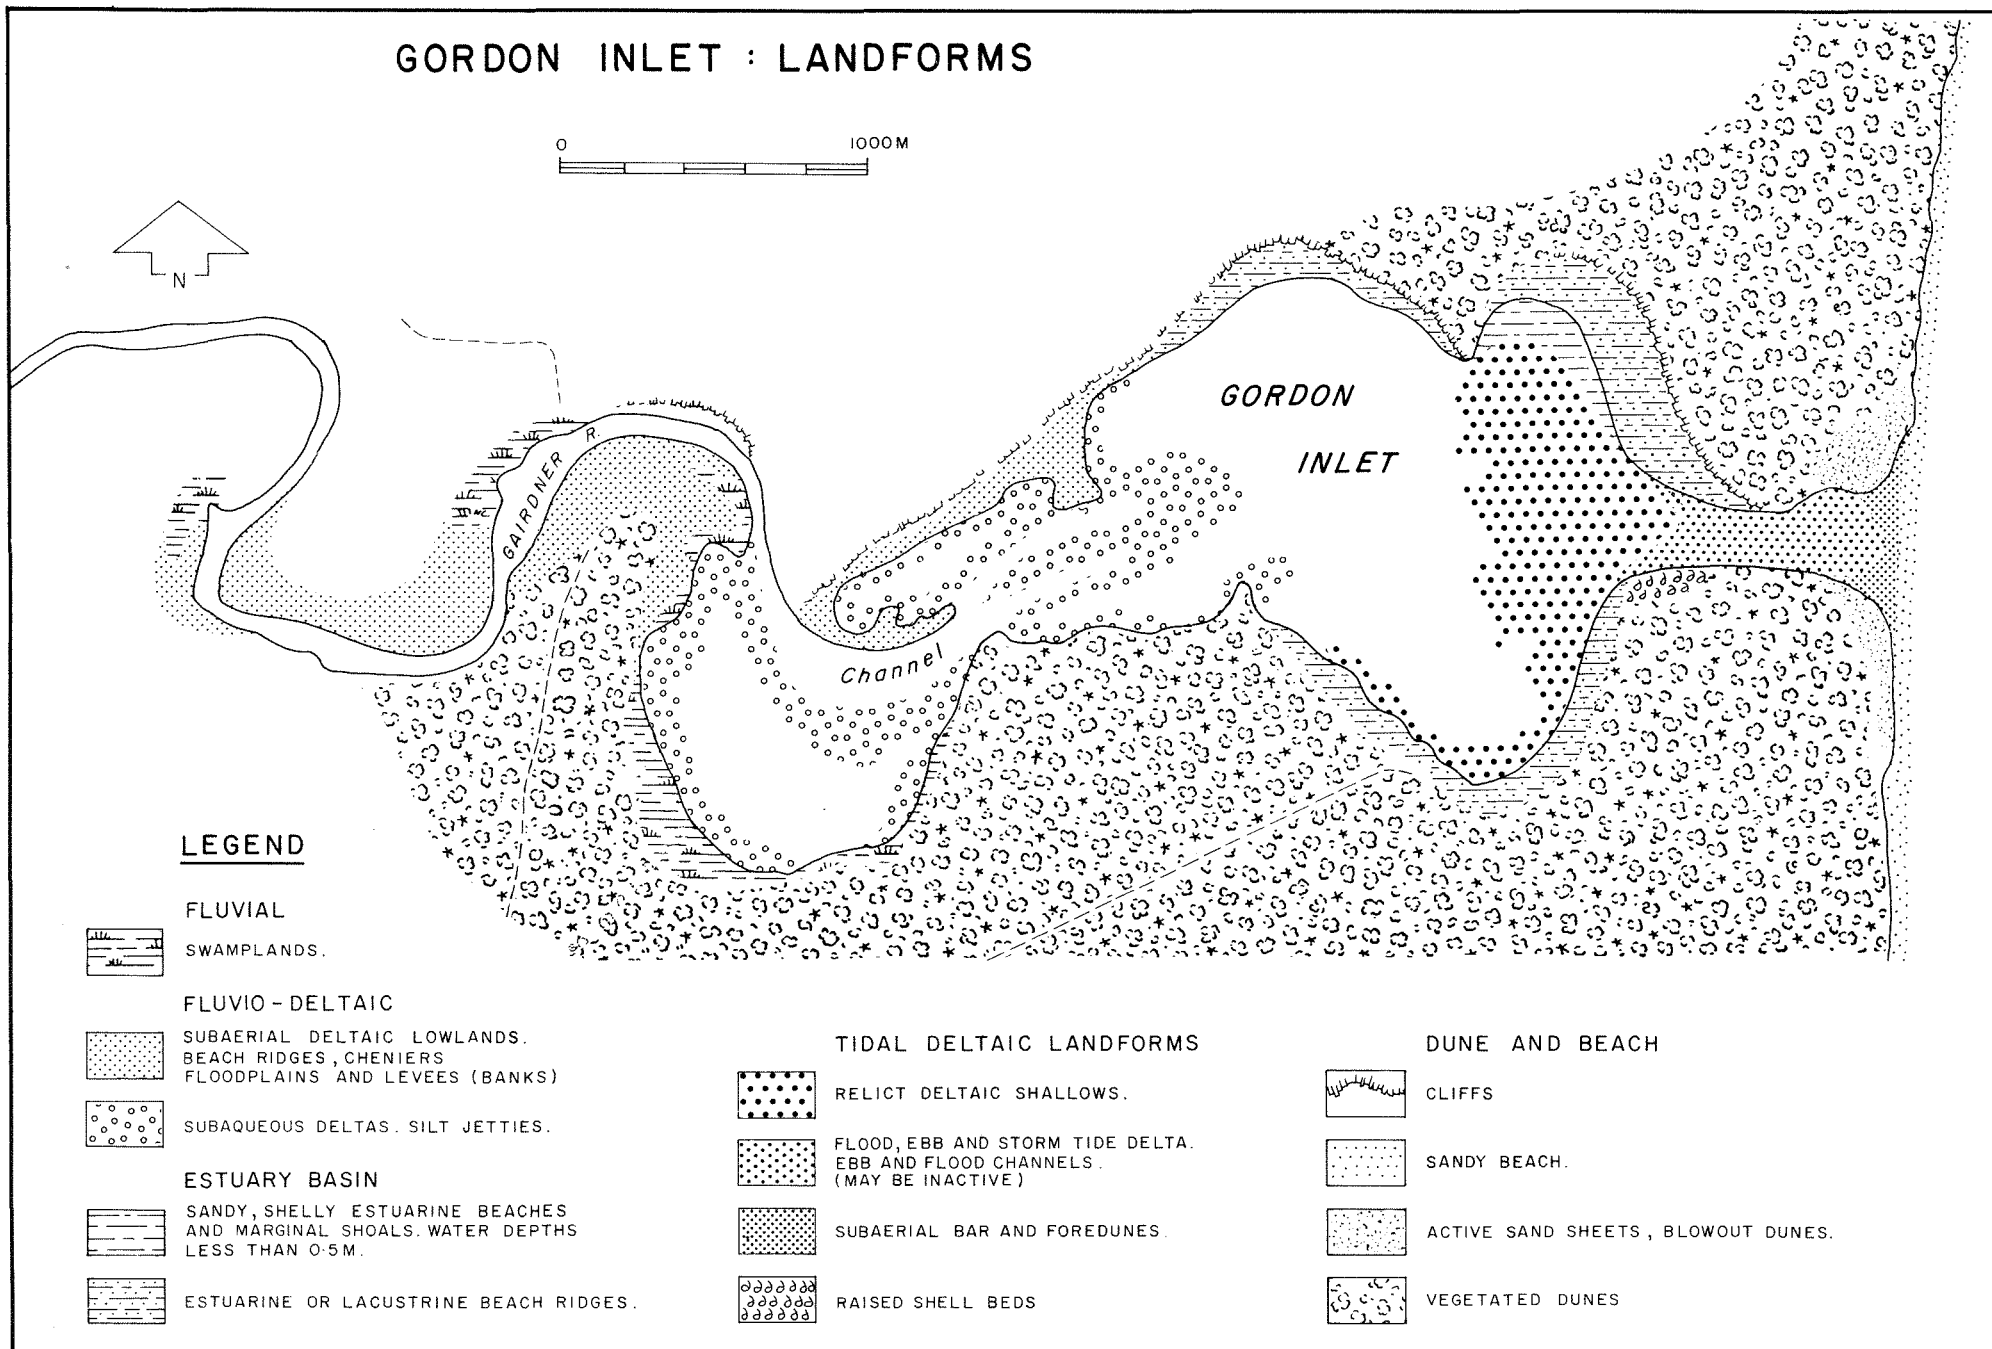 GORDON INLET : LANDFORMS
0 1000M
N
GAIRDNER R.
Channel
GORDON
INLET
LEGEND
FLUVIAL
SWAMPLANDS.
FLUVIO-DELTAIC
SUBAERIAL DELTAIC LOWLANDS.
BEACH RIDGES, CHENIERS
FLOODPLAINS AND LEVEES (BANKS)
SUBAQUEOUS DELTAS. SILT JETTIES.
ESTUARY BASIN
SANDY, SHELLY ESTUARINE BEACHES
AND MARGINAL SHOALS. WATER DEPTHS
LESS THAN 0·5M.
ESTUARINE OR LACUSTRINE BEACH RIDGES.
TIDAL DELTAIC LANDFORMS
RELICT DELTAIC SHALLOWS.
FLOOD, EBB AND STORM TIDE DELTA.
EBB AND FLOOD CHANNELS.
(MAY BE INACTIVE)
SUBAERIAL BAR AND FOREDUNES.
RAISED SHELL BEDS
DUNE AND BEACH
CLIFFS
SANDY BEACH.
ACTIVE SAND SHEETS, BLOWOUT DUNES.
VEGETATED DUNES